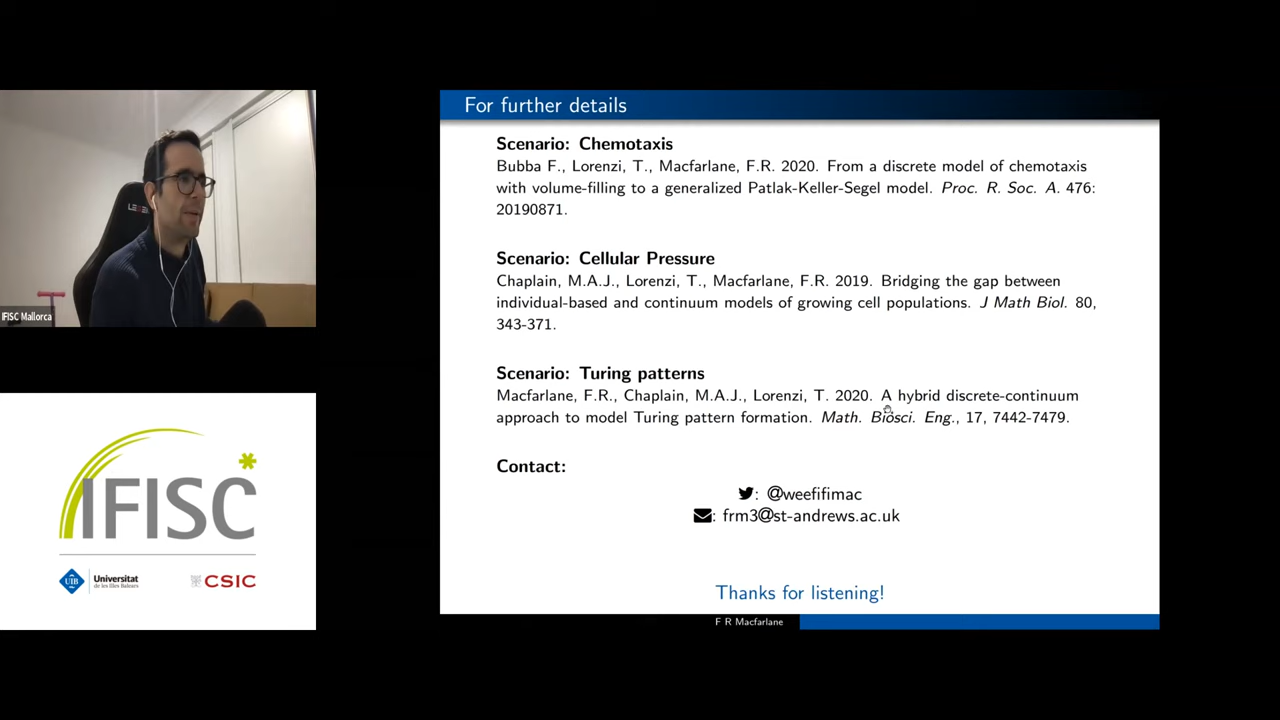 For further details
Scenario: Chemotaxis
Bubba F., Lorenzi, T., Macfarlane, F.R. 2020. From a discrete model of chemotaxis
with volume-filling to a generalized Patlak-Keller-Segel model. Proc. R. Soc. A. 476:
20190871.
Scenario: Cellular Pressure
Chaplain, M.A.J., Lorenzi, T., Macfarlane, F.R. 2019. Bridging the gap between
individual-based and continuum models of growing cell populations. J Math Biol. 80,
343-371.
Scenario: Turing patterns
Macfarlane, F.R., Chaplain, M.A.J., Lorenzi, T. 2020. A hybrid discrete-continuum
approach to model Turing pattern formation. Math. Biosci. Eng., 17, 7442-7479.
Contact:
: @weefifimac
: frm3@st-andrews.ac.uk
Thanks for listening!
F R Macfarlane
IFISC Mallorca
IFISC
UIB Universitat
de les Illes Balears
CSIC